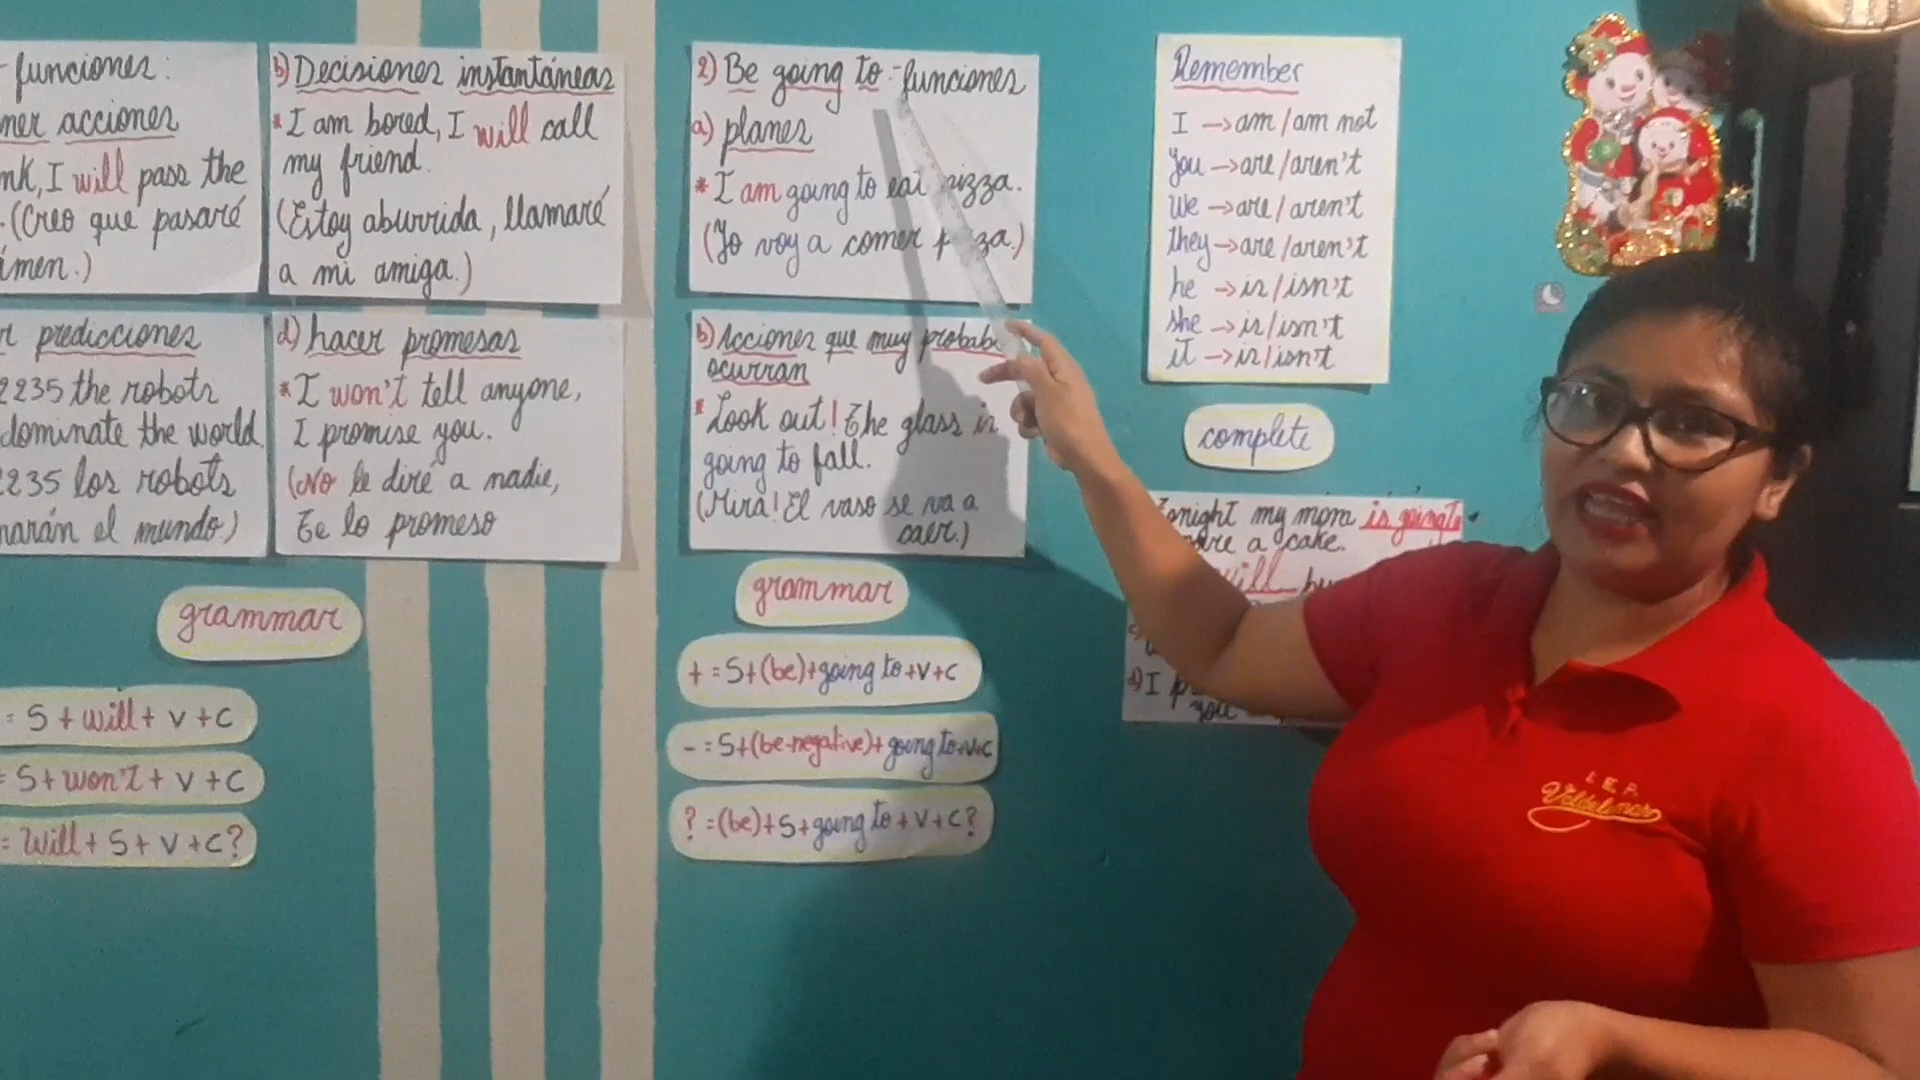 funciones:
acciones
I will pass the
(Creo que pasaré
b) Decisiones instantáneas
* I am bored, I will call
my friend.
(Estoy aburrida, llamaré
a mi amiga.)
predicciones
2235 the robots
dominate the world.
2235 los robots
el mundo.)
d) hacer promesas
* I won't tell anyone,
I promise you.
(No le diré a nadie,
Te lo promeso
grammar
= S + will + V + C
= S + won't + V + C
= Will + S + V + C?
2) Be going to - funciones
a) planes
* I am going to eat pizza.
(Yo voy a comer
b) Acciones que muy
ocurran
* Look out! The glass is
going to fall.
(Mira! El vaso se va a
caer.)
grammar
+ = S + (be) + going to + V + C
- = S + (be-negative) + going to + V + C
? = (be) + S + going to + V + C?
Remember
I → am / am not
you → are / aren't
we → are / aren't
they → are / aren't
he → is / isn't
she → is / isn't
it → is / isn't
complete
Tonight my mom is going to
a cake.
will
d) I
you
I.E.P.